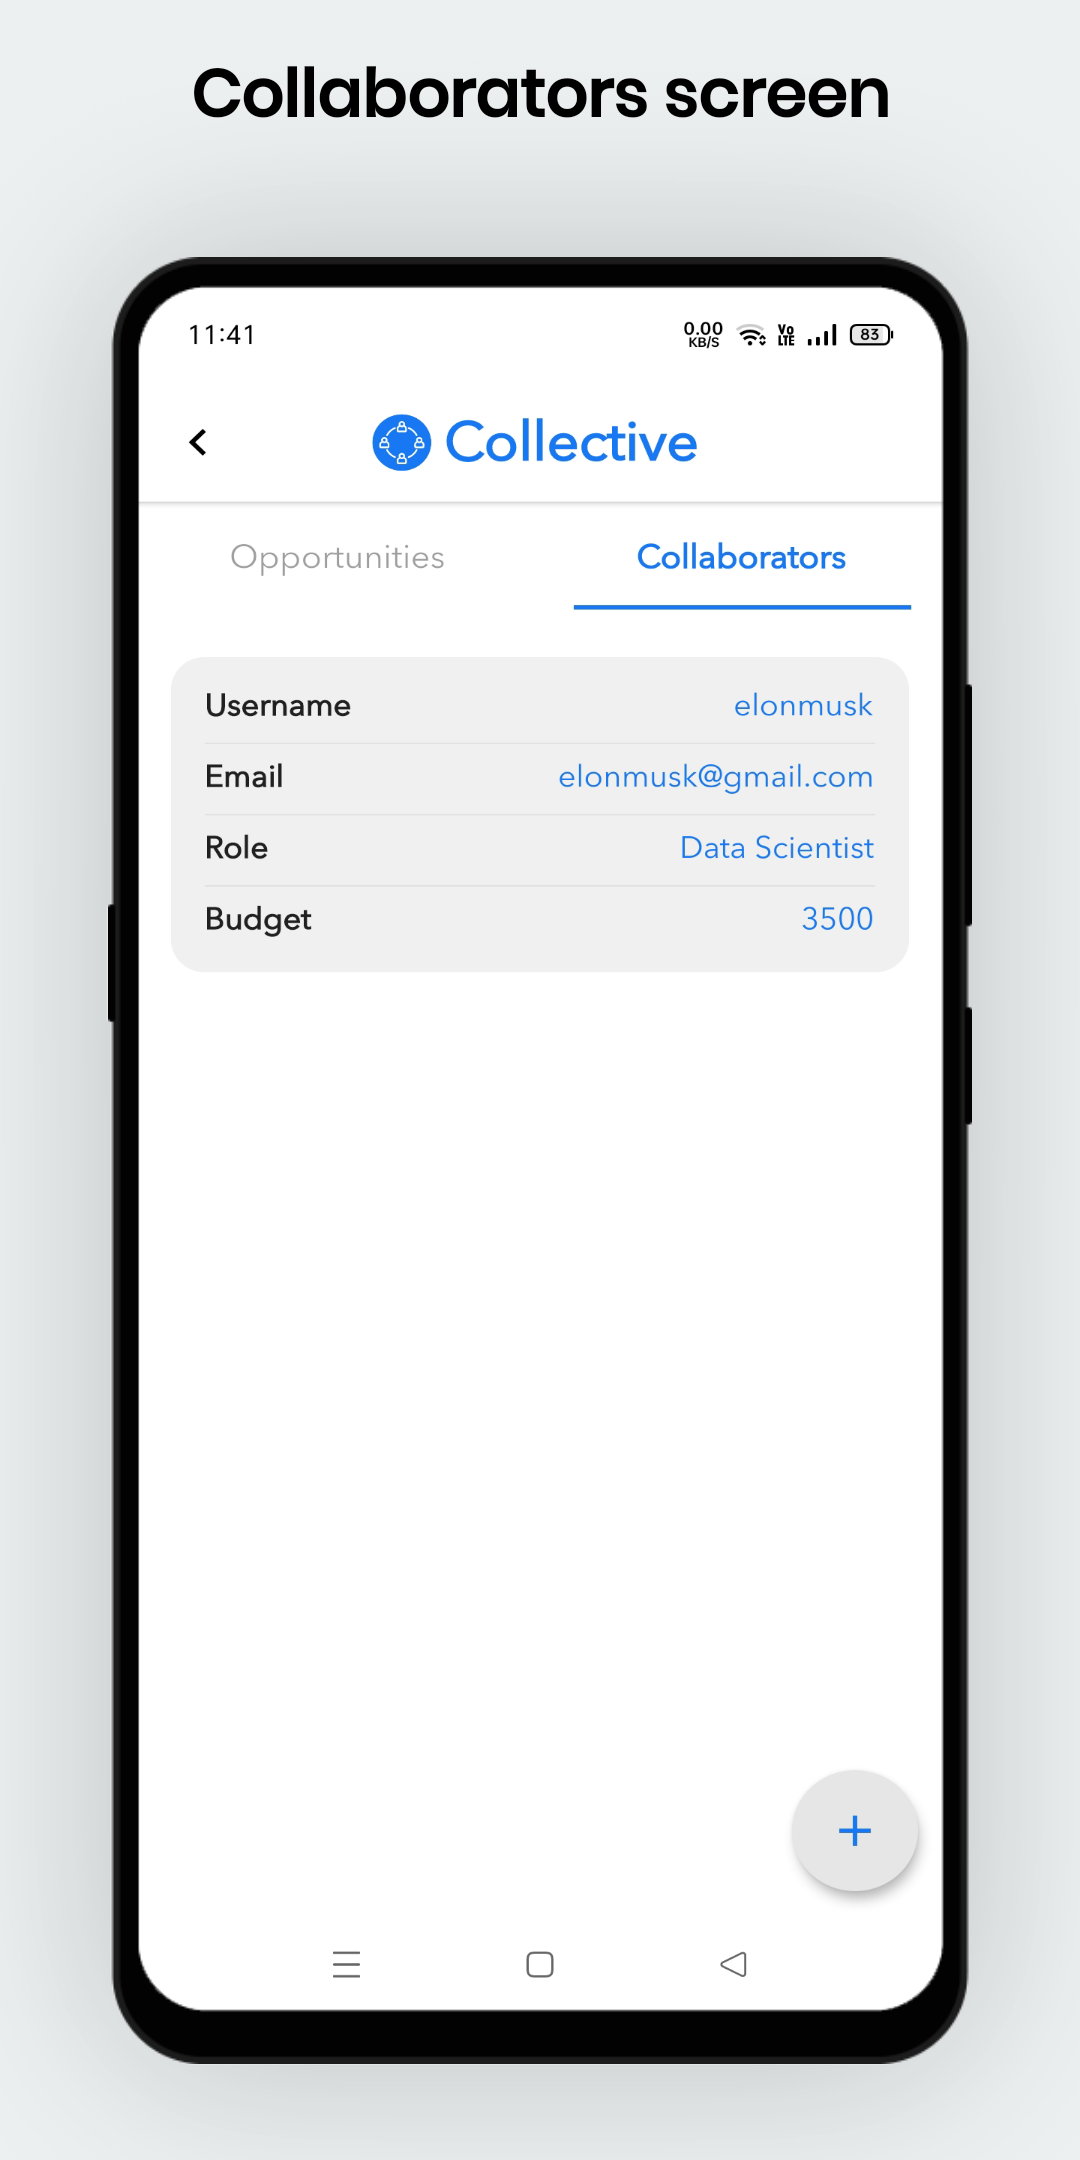 Collaborators screen
11:41
0.00
KB/S
Vo
LTE
83
Collective
Opportunities
Collaborators
Username
elonmusk
Email
elonmusk@gmail.com
Role
Data Scientist
Budget
3500